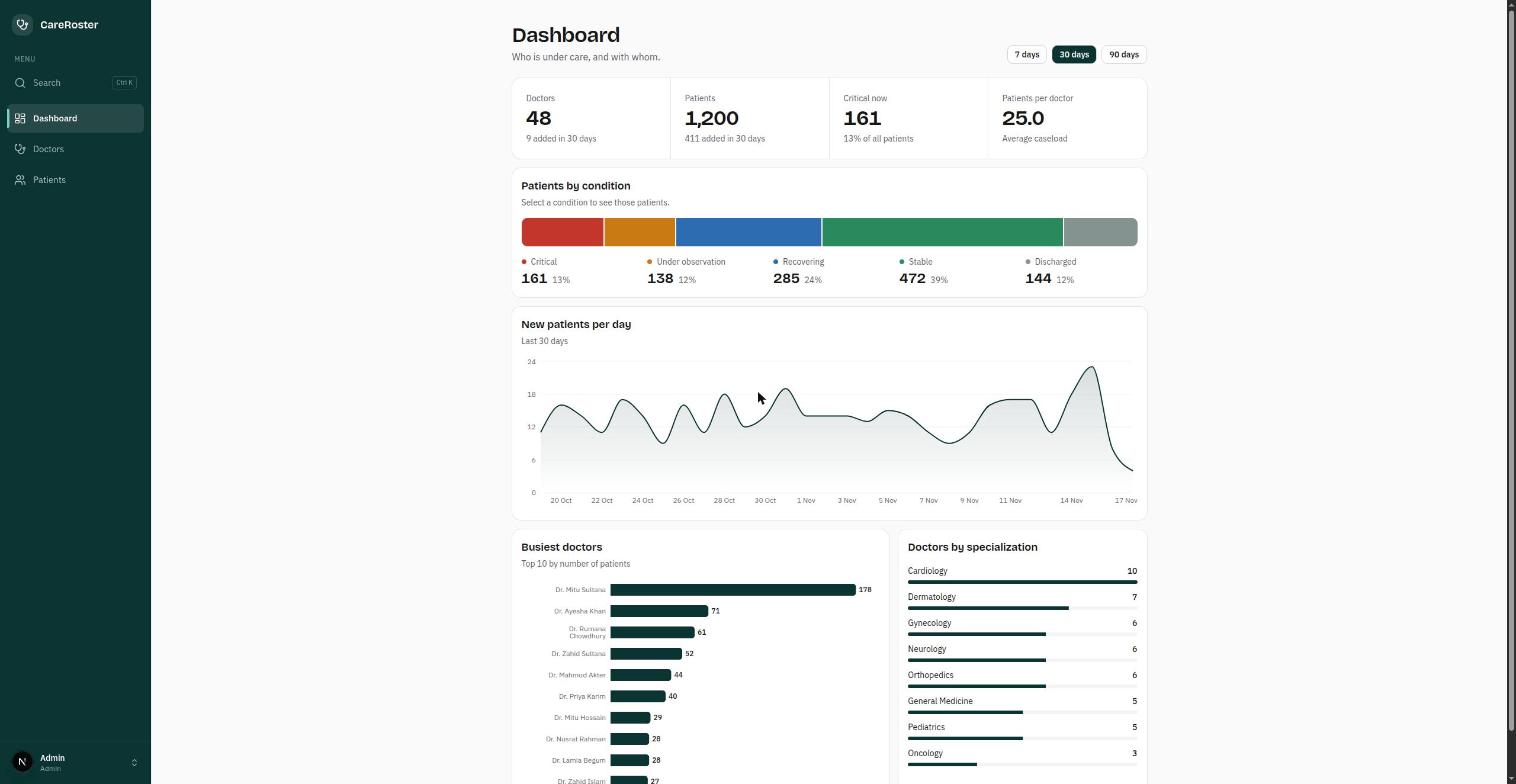 CareRoster
MENU
Search
Ctrl K
Dashboard
Doctors
Patients
N
Admin
Admin
Dashboard
Who is under care, and with whom.
7 days
30 days
90 days
Doctors
48
9 added in 30 days
Patients
1,200
411 added in 30 days
Critical now
161
13% of all patients
Patients per doctor
25.0
Average caseload
Patients by condition
Select a condition to see those patients.
Critical
161 13%
Under observation
138 12%
Recovering
285 24%
Stable
472 39%
Discharged
144 12%
New patients per day
Last 30 days
24
18
12
6
0
20 Oct 22 Oct 24 Oct 26 Oct 28 Oct 30 Oct 1 Nov 3 Nov 5 Nov 7 Nov 9 Nov 11 Nov 14 Nov 17 Nov
Busiest doctors
Top 10 by number of patients
Dr. Mitu Sultana 178
Dr. Ayesha Khan 71
Dr. Rumana
Chowdhury 61
Dr. Zahid Sultana 52
Dr. Mahmud Akter 44
Dr. Priya Karim 40
Dr. Mitu Hossain 29
Dr. Nusrat Rahman 28
Dr. Lamia Begum 28
Dr. Zahid Islam 27
Doctors by specialization
Cardiology 10
Dermatology 7
Gynecology 6
Neurology 6
Orthopedics 6
General Medicine 5
Pediatrics 5
Oncology 3